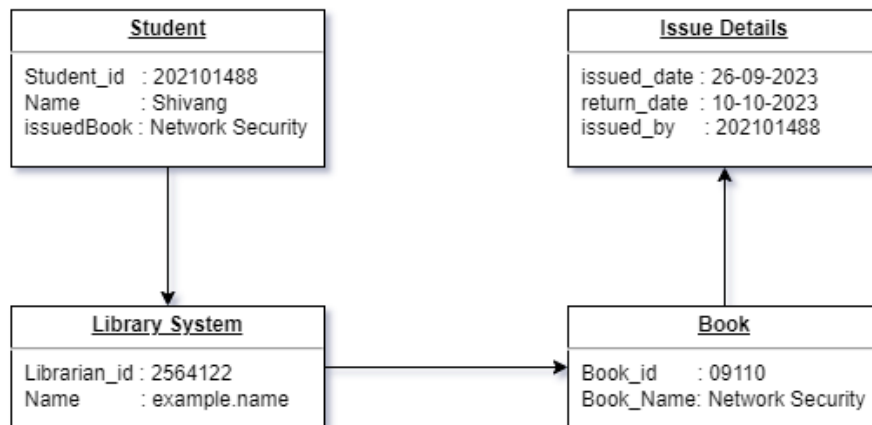 Student
Student_id : 202101488
Name : Shivang
issuedBook : Network Security
Issue Details
issued_date : 26-09-2023
return_date : 10-10-2023
issued_by : 202101488
Library System
Librarian_id : 2564122
Name : example.name
Book
Book_id : 09110
Book_Name: Network Security